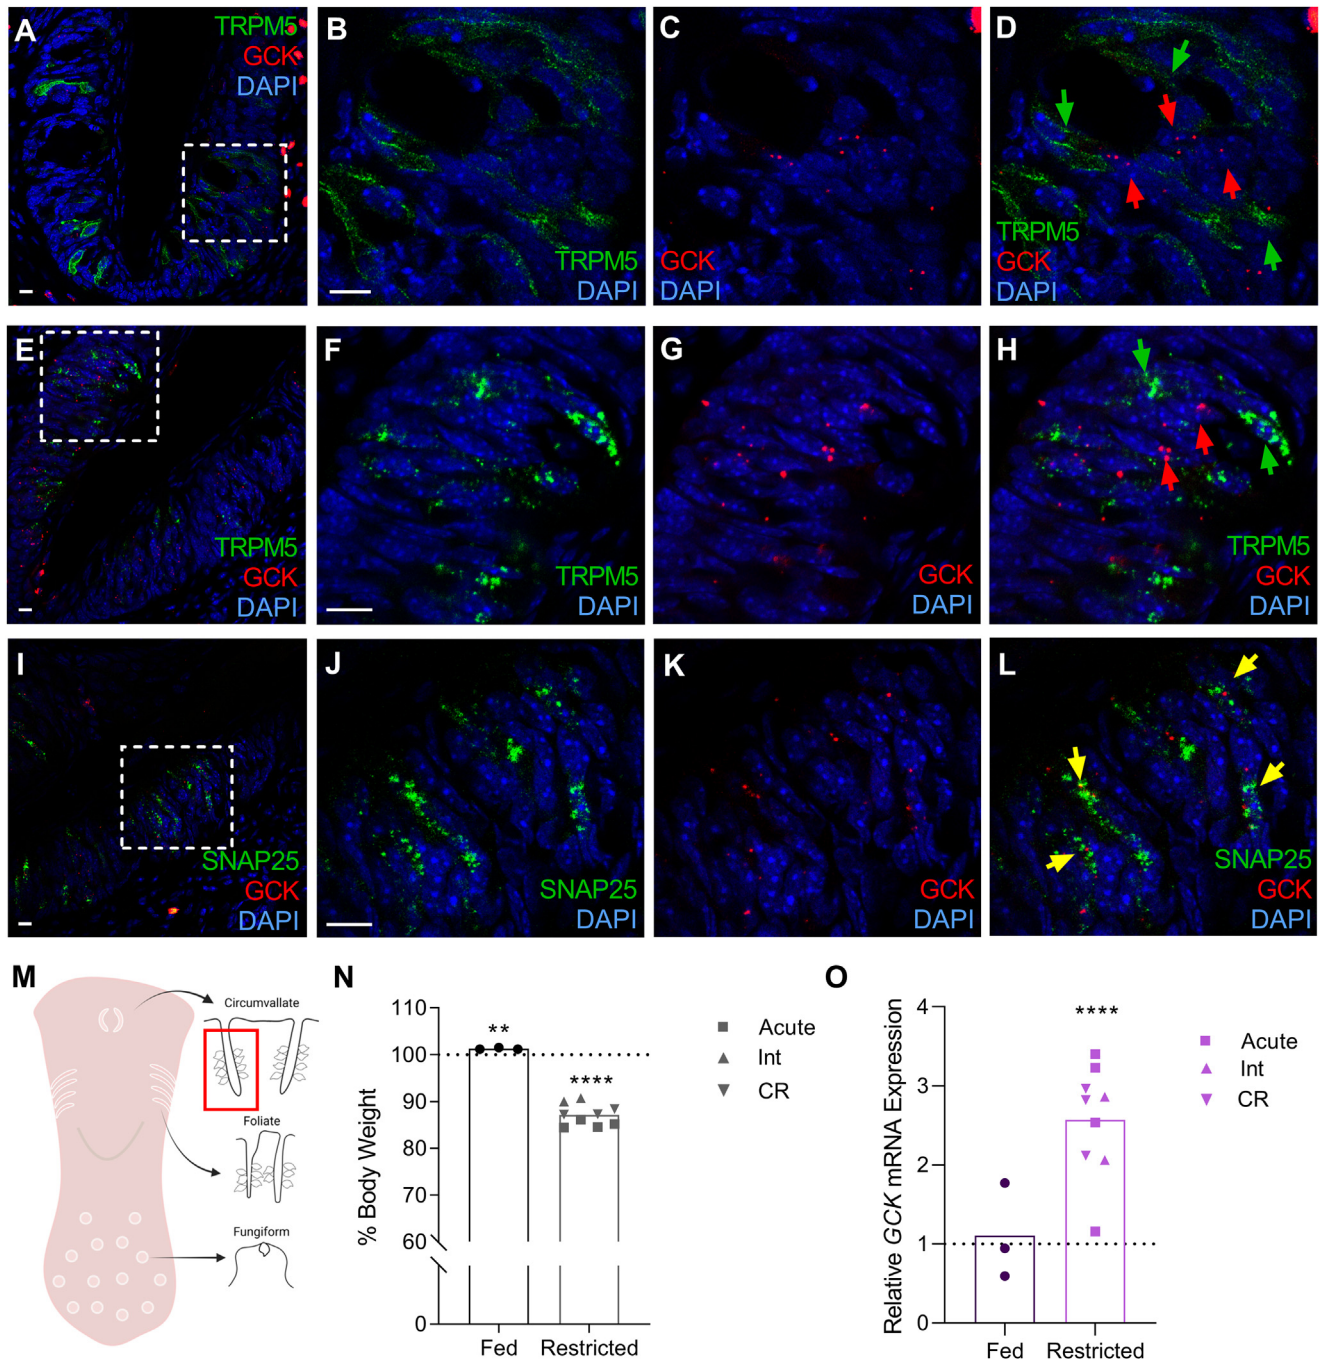 A
TRPM5
GCK
DAPI
B
TRPM5
DAPI
C
GCK
DAPI
D
TRPM5
GCK
DAPI
E
TRPM5
GCK
DAPI
F
TRPM5
DAPI
G
GCK
DAPI
H
TRPM5
GCK
DAPI
I
SNAP25
GCK
DAPI
J
SNAP25
DAPI
K
GCK
DAPI
L
SNAP25
GCK
DAPI
M
Circumvallate
Foliate
Fungiform
N
% Body Weight
110
100
90
80
70
60
0
**
****
Fed
Restricted
Acute
Int
CR
O
Relative GCK mRNA Expression
4
3
2
1
0
****
Fed
Restricted
Acute
Int
CR